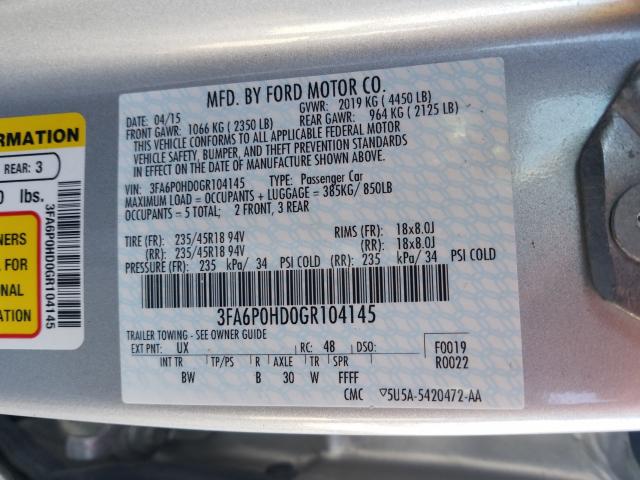 MFD. BY FORD MOTOR CO.
DATE: 04/15 GVWR: 2019 KG ( 4450 LB)
FRONT GAWR: 1066 KG ( 2350 LB) REAR GAWR: 964 KG ( 2125 LB)
THIS VEHICLE CONFORMS TO ALL APPLICABLE FEDERAL MOTOR
VEHICLE SAFETY, BUMPER, AND THEFT PREVENTION STANDARDS
IN EFFECT ON THE DATE OF MANUFACTURE SHOWN ABOVE.
VIN: 3FA6P0HD0GR104145 TYPE: Passenger Car
MAXIMUM LOAD = OCCUPANTS + LUGGAGE = 385KG/ 850LB
OCCUPANTS = 5 TOTAL; 2 FRONT, 3 REAR
TIRE (FR): 235/45R18 94V RIMS (FR): 18x8.0J
(RR): 235/45R18 94V (RR): 18x8.0J
PRESSURE (FR): 235 kPa/ 34 PSI COLD (RR): 235 kPa/ 34 PSI COLD
3FA6P0HD0GR104145
TRAILER TOWING - SEE OWNER GUIDE
EXT PNT: UX RC: 48 DSO: F0019
R0022
INT TR TP/PS R AXLE TR SPR
BW B 30 W FFFF
CMC ▽5U5A-5420472-AA
ORMATION
REAR: 3
0 lbs.
NERS
L FOR
ONAL
ATION
3FA6P0HD0GR104145